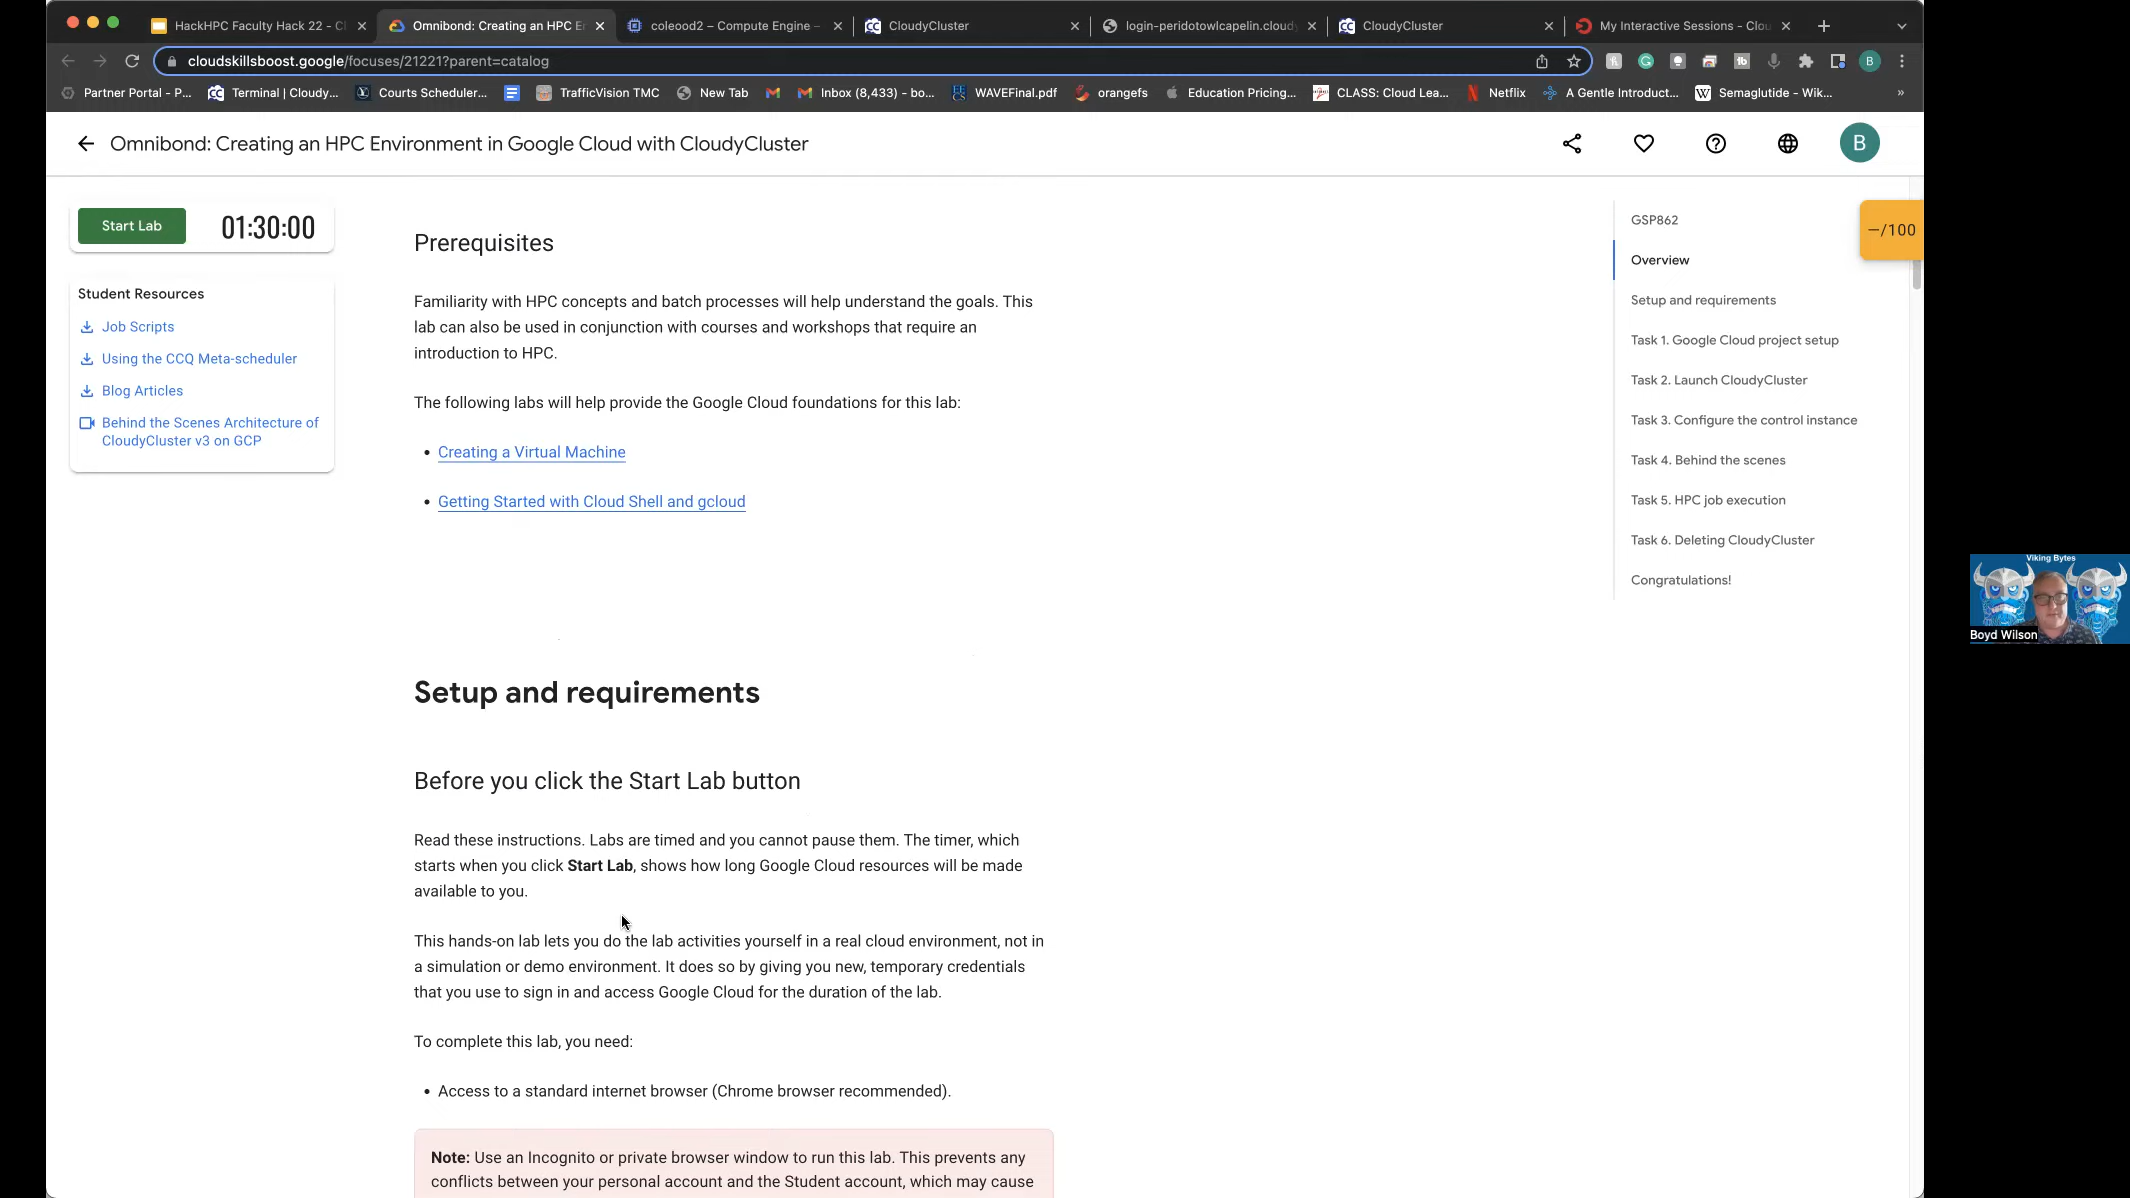 HackHPC Faculty Hack 22 - C
Omnibond: Creating an HPC E
coleood2 – Compute Engine –
CloudyCluster
login-peridotowlcapelin.cloudy
CloudyCluster
My Interactive Sessions - Clou
cloudskillsboost.google/focuses/21221?parent=catalog
B
Partner Portal - P...
Terminal | Cloudy...
Courts Scheduler...
TrafficVision TMC
New Tab
Inbox (8,433) - bo...
WAVEFinal.pdf
orangefs
Education Pricing...
CLASS: Cloud Lea...
Netflix
A Gentle Introduct...
Semaglutide - Wik...
»
Omnibond: Creating an HPC Environment in Google Cloud with CloudyCluster
B
Start Lab
01:30:00
Student Resources
Job Scripts
Using the CCQ Meta-scheduler
Blog Articles
Behind the Scenes Architecture of
CloudyCluster v3 on GCP
Prerequisites
Familiarity with HPC concepts and batch processes will help understand the goals. This
lab can also be used in conjunction with courses and workshops that require an
introduction to HPC.
The following labs will help provide the Google Cloud foundations for this lab:
• Creating a Virtual Machine
• Getting Started with Cloud Shell and gcloud
Setup and requirements
Before you click the Start Lab button
Read these instructions. Labs are timed and you cannot pause them. The timer, which
starts when you click Start Lab, shows how long Google Cloud resources will be made
available to you.
This hands-on lab lets you do the lab activities yourself in a real cloud environment, not in
a simulation or demo environment. It does so by giving you new, temporary credentials
that you use to sign in and access Google Cloud for the duration of the lab.
To complete this lab, you need:
• Access to a standard internet browser (Chrome browser recommended).
Note: Use an Incognito or private browser window to run this lab. This prevents any
conflicts between your personal account and the Student account, which may cause
GSP862
Overview
Setup and requirements
Task 1. Google Cloud project setup
Task 2. Launch CloudyCluster
Task 3. Configure the control instance
Task 4. Behind the scenes
Task 5. HPC job execution
Task 6. Deleting CloudyCluster
Congratulations!
–/100
Viking Bytes
Boyd Wilson